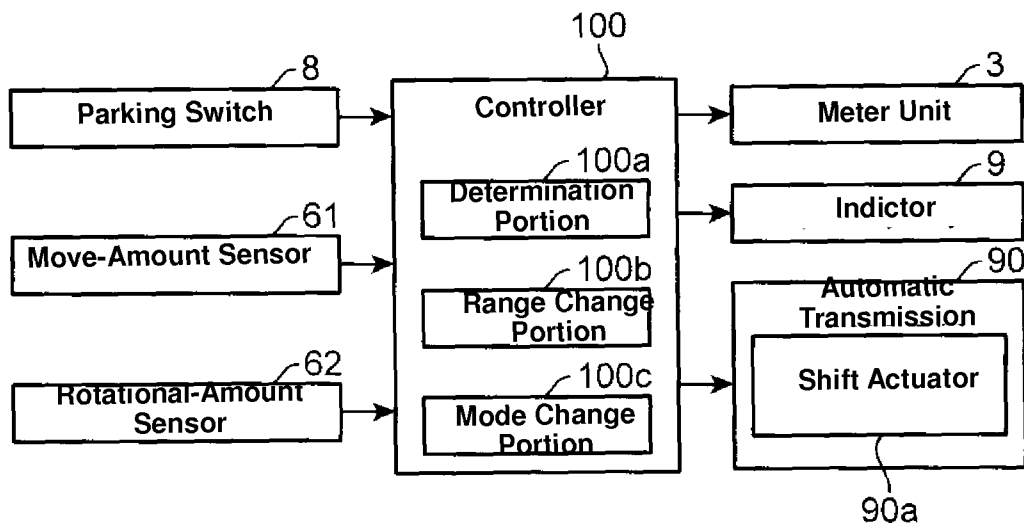 100
8
Parking Switch
61
Move-Amount Sensor
62
Rotational-Amount
Sensor
Controller
100a
Determination
Portion
100b
Range Change
Portion
100c
Mode Change
Portion
3
Meter Unit
9
Indictor
90
Automatic
Transmission
Shift Actuator
90a